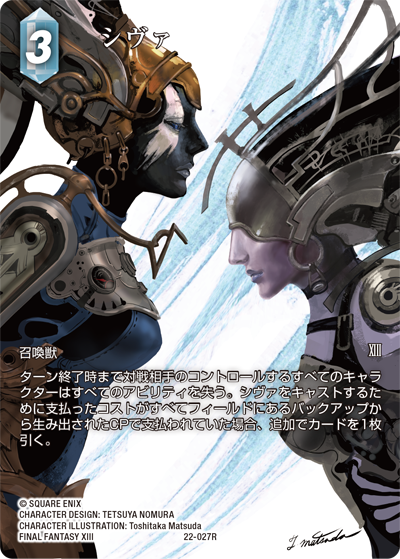 3
シヴァ
召喚獣
XIII
ターン終了時まで対戦相手のコントロールするすべてのキャラ
クターはすべてのアビリティを失う。シヴァをキャストするた
めに支払ったコストがすべてフィールドにあるバックアップか
ら生み出されたCPで支払われていた場合、追加でカードを1枚
引く。
© SQUARE ENIX
CHARACTER DESIGN: TETSUYA NOMURA
CHARACTER ILLUSTRATION: Toshitaka Matsuda
FINAL FANTASY XIII
22-027R
T. matsuda